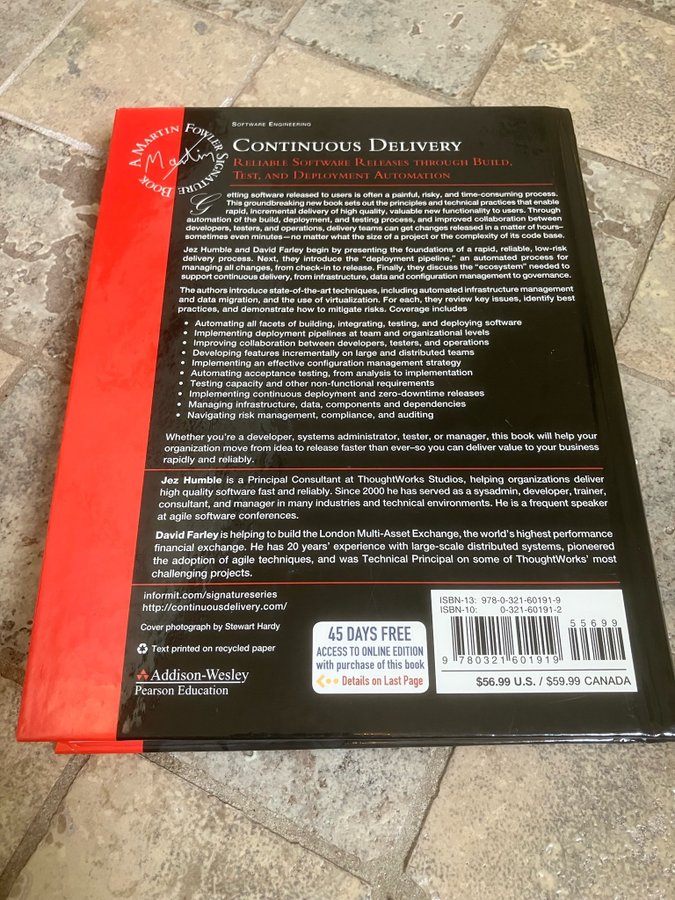 A MARTIN FOWLER SIGNATURE BOOK
Martin
SOFTWARE ENGINEERING
CONTINUOUS DELIVERY
RELIABLE SOFTWARE RELEASES THROUGH BUILD,
TEST, AND DEPLOYMENT AUTOMATION
Getting software released to users is often a painful, risky, and time-consuming process.
This groundbreaking new book sets out the principles and technical practices that enable
rapid, incremental delivery of high quality, valuable new functionality to users. Through
automation of the build, deployment, and testing process, and improved collaboration between
developers, testers, and operations, delivery teams can get changes released in a matter of hours–
sometimes even minutes—no matter what the size of a project or the complexity of its code base.
Jez Humble and David Farley begin by presenting the foundations of a rapid, reliable, low-risk
delivery process. Next, they introduce the “deployment pipeline,” an automated process for
managing all changes, from check-in to release. Finally, they discuss the “ecosystem” needed to
support continuous delivery, from infrastructure, data and configuration management to governance.
The authors introduce state-of-the-art techniques, including automated infrastructure management
and data migration, and the use of virtualization. For each, they review key issues, identify best
practices, and demonstrate how to mitigate risks. Coverage includes
• Automating all facets of building, integrating, testing, and deploying software
• Implementing deployment pipelines at team and organizational levels
• Improving collaboration between developers, testers, and operations
• Developing features incrementally on large and distributed teams
• Implementing an effective configuration management strategy
• Automating acceptance testing, from analysis to implementation
• Testing capacity and other non-functional requirements
• Implementing continuous deployment and zero-downtime releases
• Managing infrastructure, data, components and dependencies
• Navigating risk management, compliance, and auditing
Whether you’re a developer, systems administrator, tester, or manager, this book will help your
organization move from idea to release faster than ever–so you can deliver value to your business
rapidly and reliably.
Jez Humble is a Principal Consultant at ThoughtWorks Studios, helping organizations deliver
high quality software fast and reliably. Since 2000 he has served as a sysadmin, developer, trainer,
consultant, and manager in many industries and technical environments. He is a frequent speaker
at agile software conferences.
David Farley is helping to build the London Multi-Asset Exchange, the world’s highest performance
financial exchange. He has 20 years’ experience with large-scale distributed systems, pioneered
the adoption of agile techniques, and was Technical Principal on some of ThoughtWorks’ most
challenging projects.
informit.com/signatureseries
http://continuousdelivery.com/
Cover photograph by Stewart Hardy
Text printed on recycled paper
Addison-Wesley
Pearson Education
45 DAYS FREE
ACCESS TO ONLINE EDITION
with purchase of this book
Details on Last Page
ISBN-13: 978-0-321-60191-9
ISBN-10: 0-321-60191-2
55699
9 780321 601919
$56.99 U.S. / $59.99 CANADA